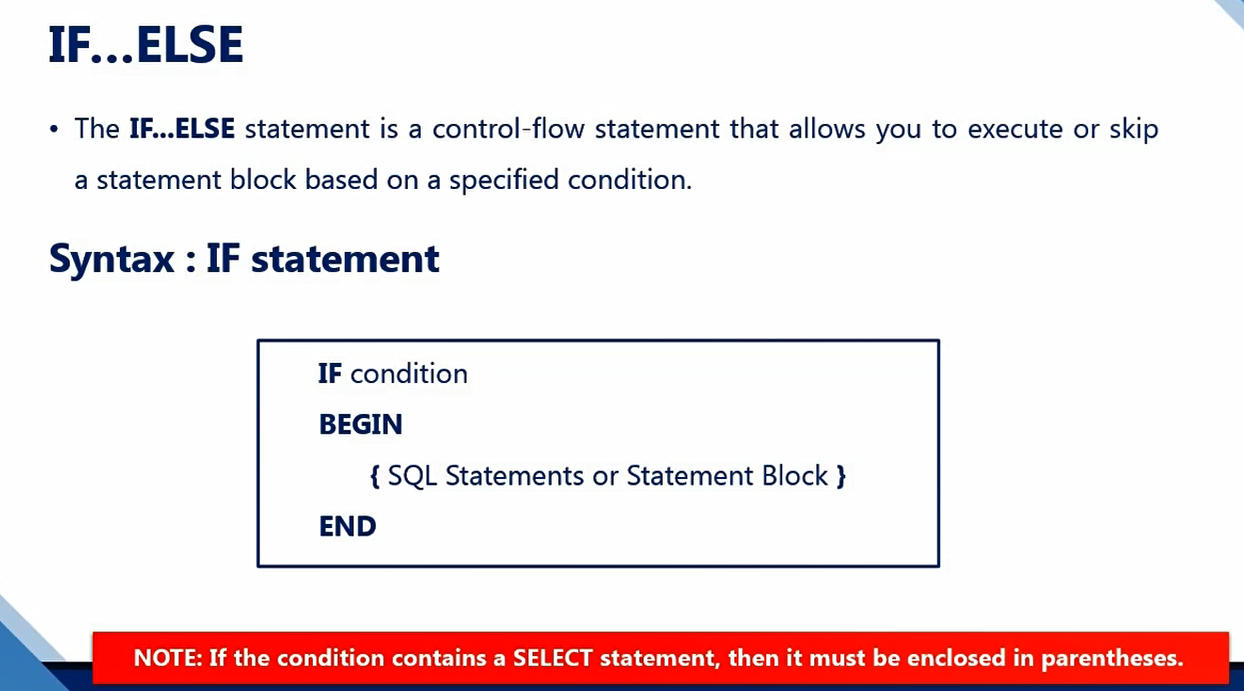 IF...ELSE
• The IF...ELSE statement is a control-flow statement that allows you to execute or skip
a statement block based on a specified condition.
Syntax : IF statement
IF condition
BEGIN
{ SQL Statements or Statement Block }
END
NOTE: If the condition contains a SELECT statement, then it must be enclosed in parentheses.